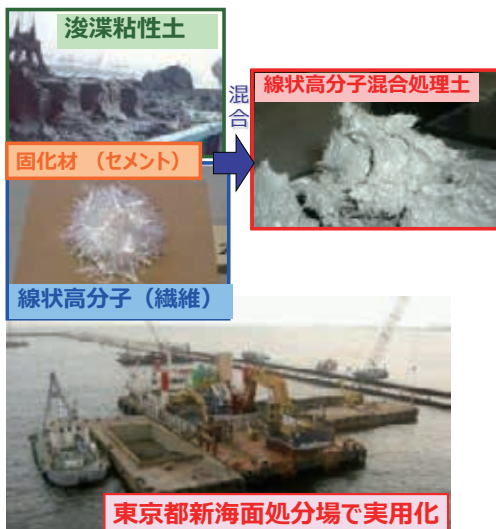 浚渫粘性土
固化材 （セメント）
線状高分子（繊維）
混
合
線状高分子混合処理土
東京都新海面処分場で実用化